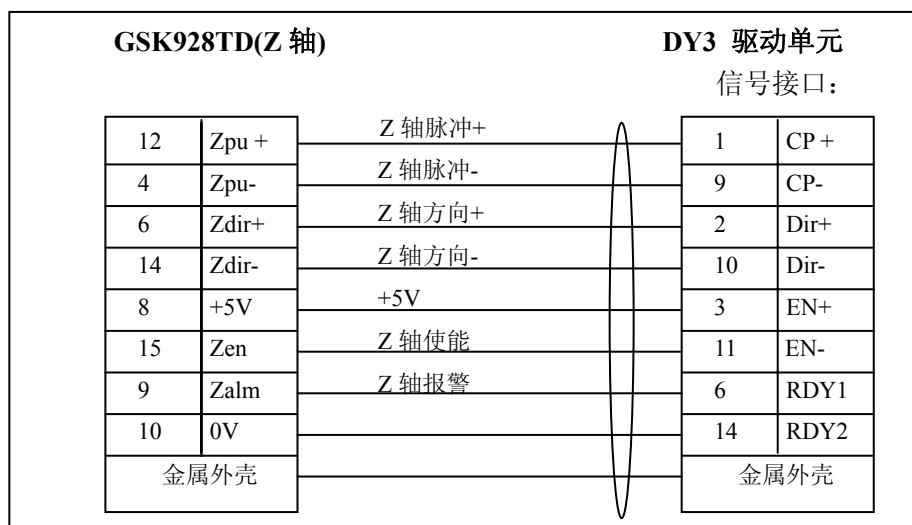 GSK928TD(Z 轴) DY3 驱动单元
信号接口：
12 Zpu + Z 轴脉冲+ 1 CP +
4 Zpu- Z 轴脉冲- 9 CP-
6 Zdir+ Z 轴方向+ 2 Dir+
14 Zdir- Z 轴方向- 10 Dir-
8 +5V +5V 3 EN+
15 Zen Z 轴使能 11 EN-
9 Zalm Z 轴报警 6 RDY1
10 0V 14 RDY2
金属外壳 金属外壳